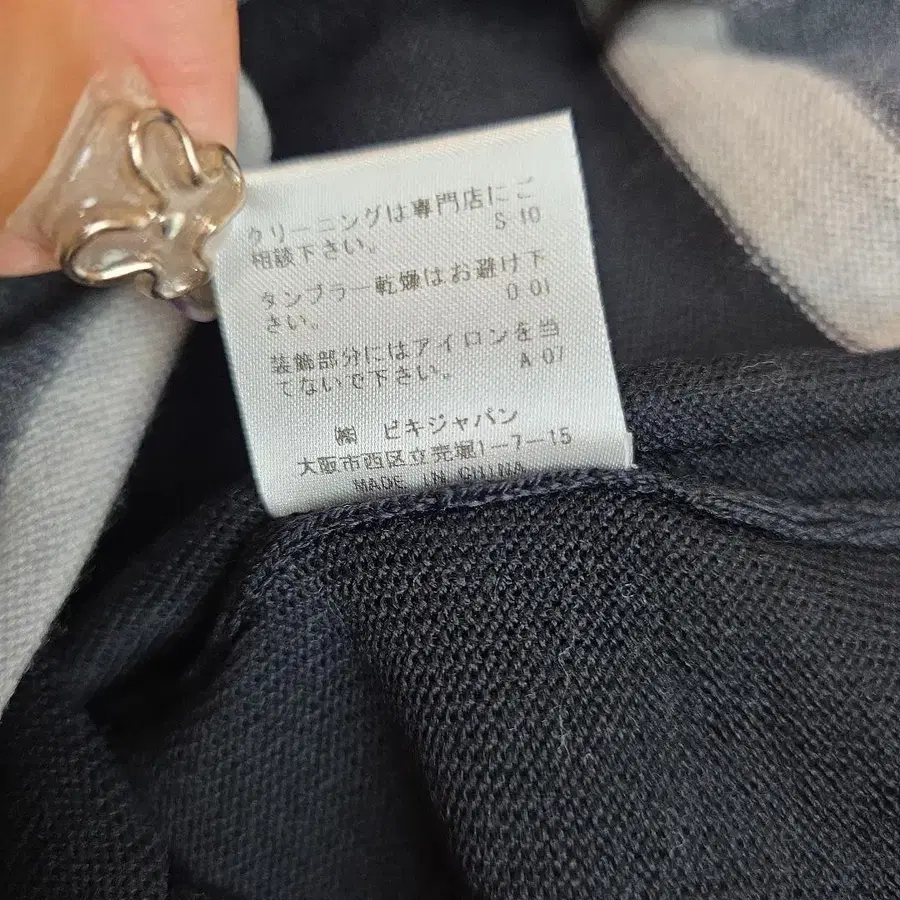 クリーニングは専門店にご
相談下さい。 S 10
タンブラー乾燥はお避け下
さい。 0 01
装飾部分にはアイロンを当
てないで下さい。 A 07
㈱ ビキジャパン
大阪市西区立売堀1-7-15
MADE IN CHINA